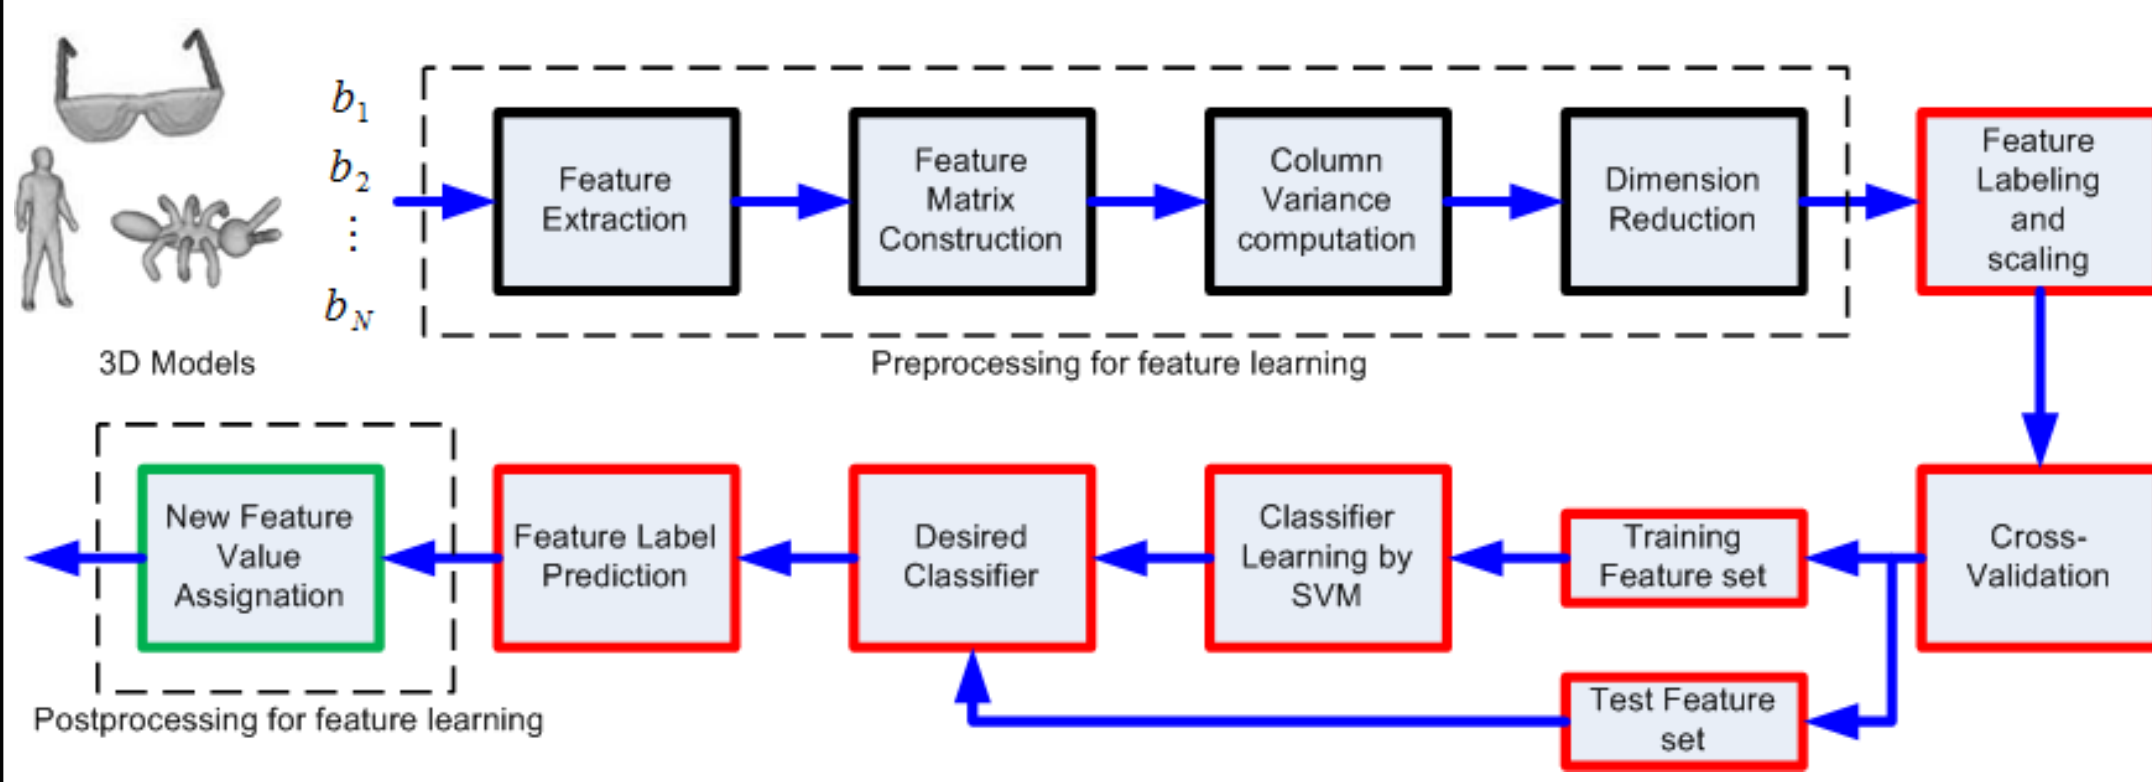 b1
b2
⋮
bN
3D Models
Feature
Extraction
Feature
Matrix
Construction
Column
Variance
computation
Dimension
Reduction
Preprocessing for feature learning
Feature
Labeling
and
scaling
Cross-
Validation
Training
Feature set
Test Feature
set
Classifier
Learning by
SVM
Desired
Classifier
Feature Label
Prediction
New Feature
Value
Assignation
Postprocessing for feature learning